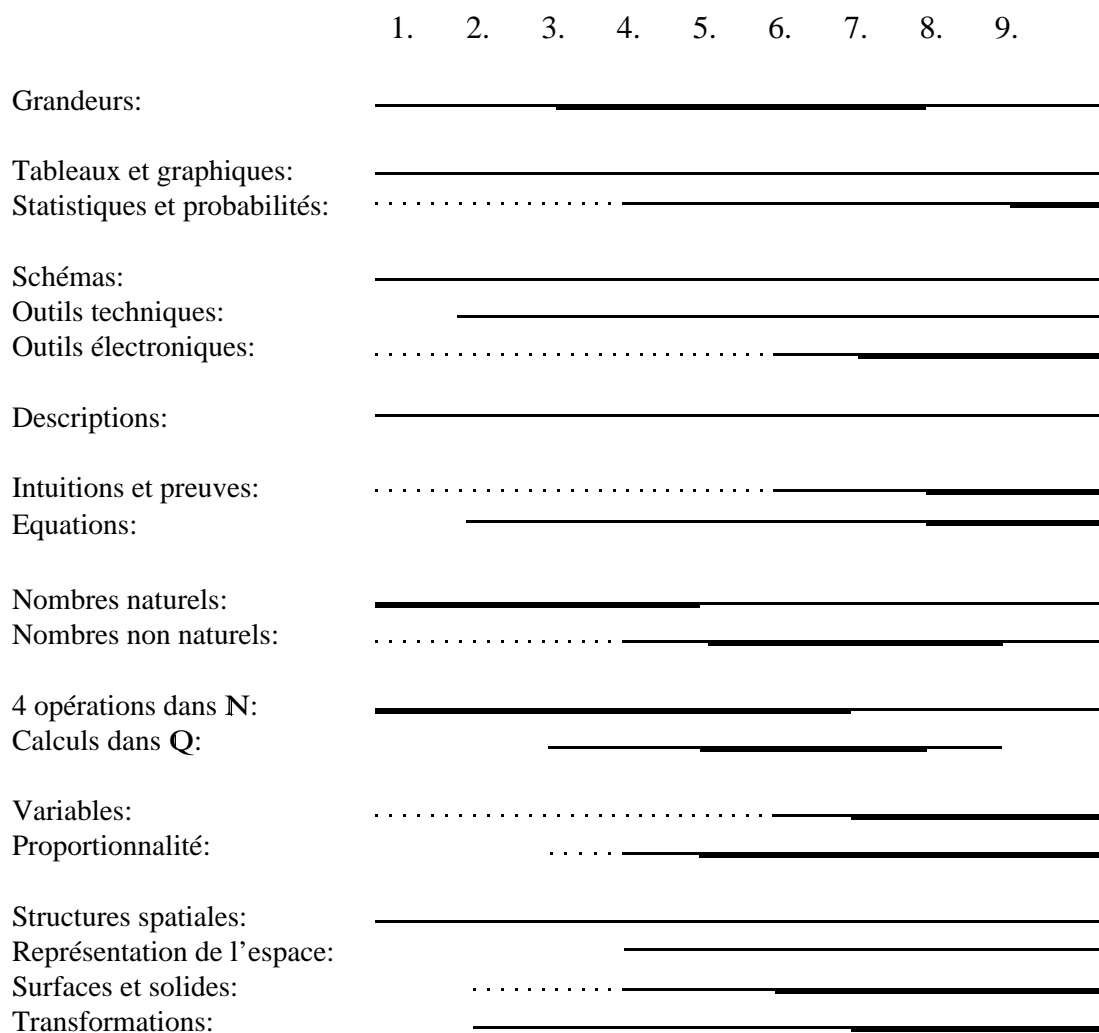 1. 2. 3. 4. 5. 6. 7. 8. 9.
Grandeurs:
Tableaux et graphiques:
Statistiques et probabilités:
Schémas:
Outils techniques:
Outils électroniques:
Descriptions:
Intuitions et preuves:
Equations:
Nombres naturels:
Nombres non naturels:
4 opérations dans N:
Calculs dans Q:
Variables:
Proportionnalité:
Structures spatiales:
Représentation de l’espace:
Surfaces et solides:
Transformations: